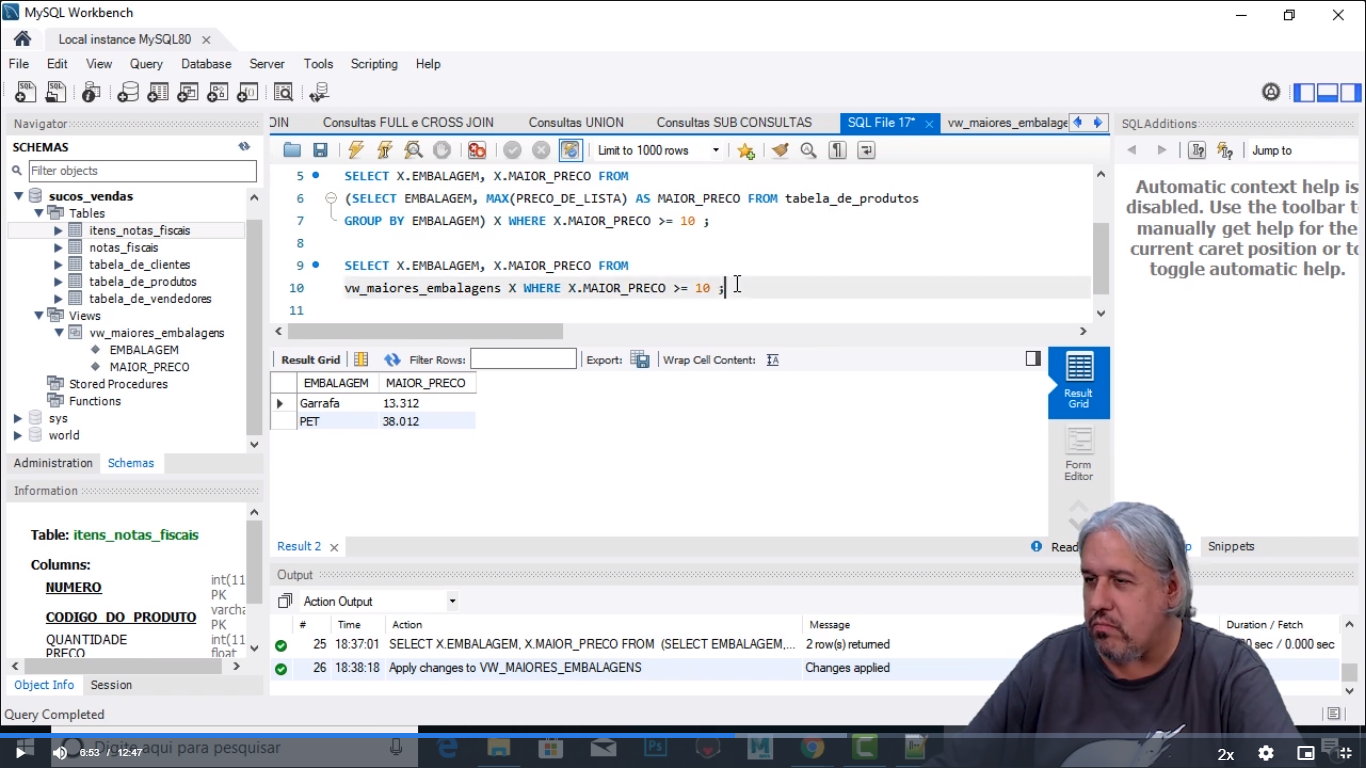 MySQL Workbench
Local instance MySQL80
File Edit View Query Database Server Tools Scripting Help
Navigator
SCHEMAS
Filter objects
sucos_vendas
Tables
itens_notas_fiscais
notas_fiscais
tabela_de_clientes
tabela_de_produtos
tabela_de_vendedores
Views
vw_maiores_embalagens
EMBALAGEM
MAIOR_PRECO
Stored Procedures
Functions
sys
world
Administration Schemas
Information
Table: itens_notas_fiscais
Columns:
NUMERO int(11
PK
CODIGO_DO_PRODUTO varcha
PK
QUANTIDADE int(11
PRECO float
Object Info Session
Query Completed
OIN Consultas FULL e CROSS JOIN Consultas UNION Consultas SUB CONSULTAS SQL File 17* vw_maiores_embalage
Limit to 1000 rows
5 SELECT X.EMBALAGEM, X.MAIOR_PRECO FROM
6 (SELECT EMBALAGEM, MAX(PRECO_DE_LISTA) AS MAIOR_PRECO FROM tabela_de_produtos
7 GROUP BY EMBALAGEM) X WHERE X.MAIOR_PRECO >= 10 ;
8
9 SELECT X.EMBALAGEM, X.MAIOR_PRECO FROM
10 vw_maiores_embalagens X WHERE X.MAIOR_PRECO >= 10 ;
11
Result Grid Filter Rows: Export: Wrap Cell Content:
EMBALAGEM MAIOR_PRECO
Garrafa 13.312
PET 38.012
Result
Grid
Form
Editor
Result 2
Read
Output
Action Output
# Time Action Message Duration / Fetch
25 18:37:01 SELECT X.EMBALAGEM, X.MAIOR_PRECO FROM (SELECT EMBALAGEM,... 2 row(s) returned sec / 0.000 sec
26 18:38:18 Apply changes to VW_MAIORES_EMBALAGENS Changes applied
SQLAdditions
Jump to
Automatic context help is
disabled. Use the toolbar t
manually get help for the
current caret position or to
toggle automatic help.
Snippets
Digite aqui para pesquisar
6:53 / 12:47
2x